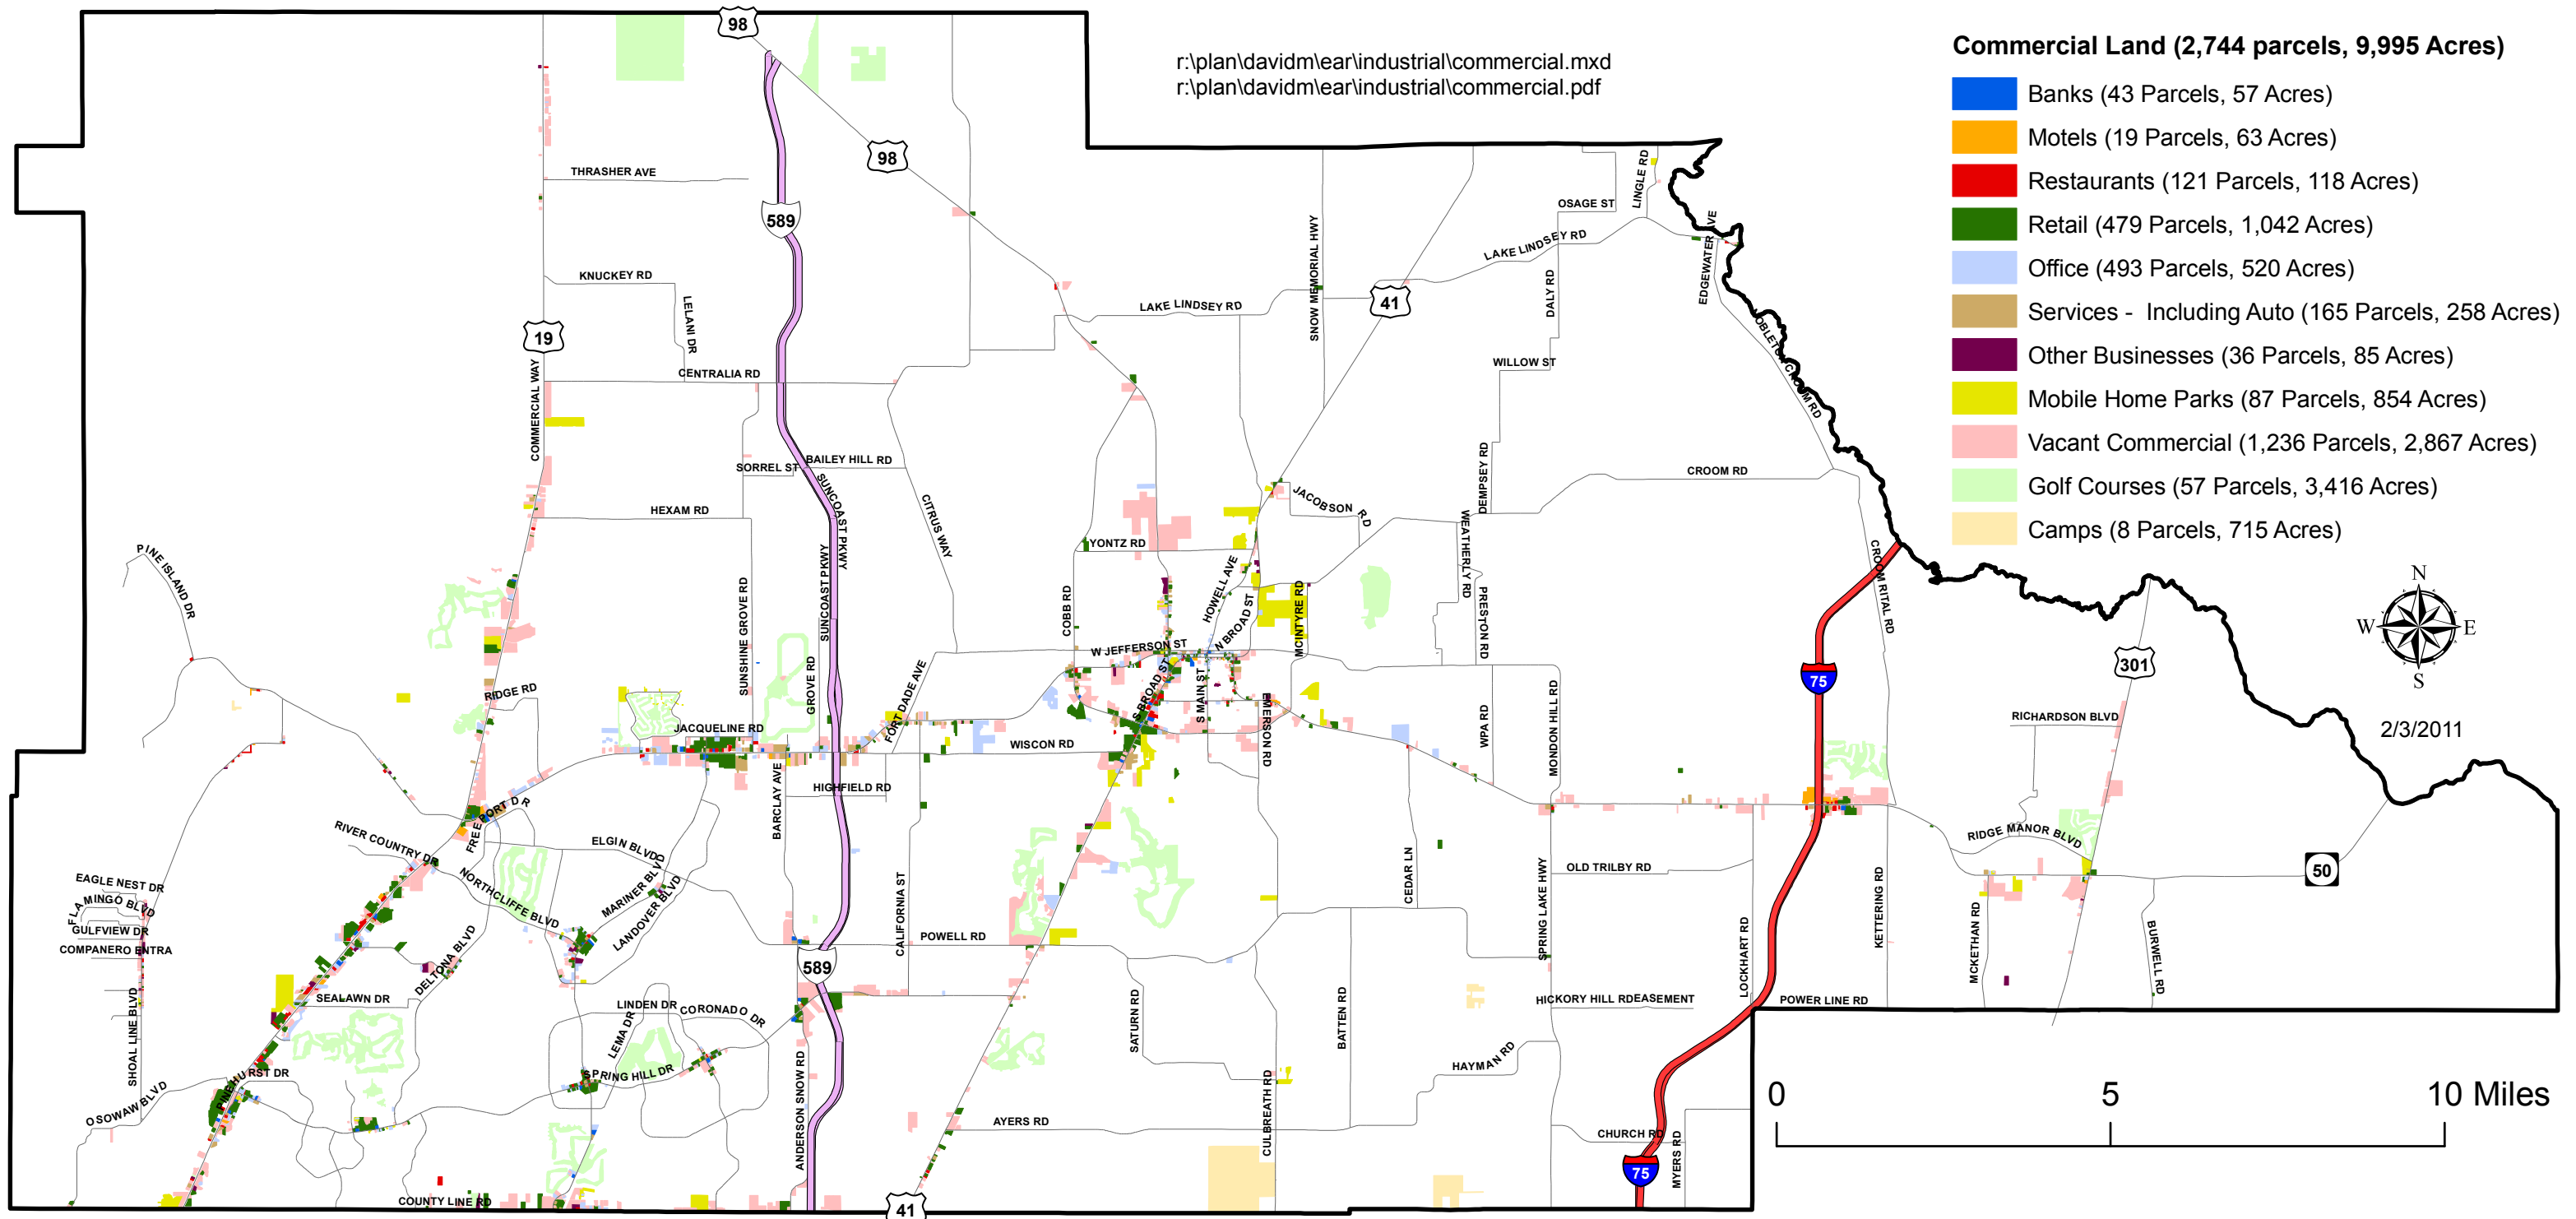 98
r:\plan\davidm\ear\industrial\commercial.mxd
r:\plan\davidm\ear\industrial\commercial.pdf
Commercial Land (2,744 parcels, 9,995 Acres)
Banks (43 Parcels, 57 Acres)
Motels (19 Parcels, 63 Acres)
Restaurants (121 Parcels, 118 Acres)
Retail (479 Parcels, 1,042 Acres)
Office (493 Parcels, 520 Acres)
Services - Including Auto (165 Parcels, 258 Acres)
Other Businesses (36 Parcels, 85 Acres)
Mobile Home Parks (87 Parcels, 854 Acres)
Vacant Commercial (1,236 Parcels, 2,867 Acres)
Golf Courses (57 Parcels, 3,416 Acres)
Camps (8 Parcels, 715 Acres)
N
W
E
S
2/3/2011
98
THRASHER AVE
589
LINGLE RD
OSAGE ST
EDGEWATER AVE
LAKE LINDSEY RD
SNOW MEMORIAL HWY
KNUCKEY RD
LELANI DR
LAKE LINDSEY RD
41
DALY RD
NOBLETON CROOM RD
19
COMMERCIAL WAY
CENTRALIA RD
WILLOW ST
SORREL ST
BAILEY HILL RD
SUNCOAST PKWY
CITRUS WAY
DEMPSEY RD
CROOM RD
HEXAM RD
JACOBSON RD
WEATHERLY RD
YONTZ RD
PINE ISLAND DR
SUNCOAST PKWY
SUNSHINE GROVE RD
COBB RD
HOWELL AVE
N BROAD ST
MCINTYRE RD
PRESTON RD
CROOM RITAL RD
W JEFFERSON ST
GROVE RD
FORT DADE AVE
S BROAD ST
S MAIN ST
EMERSON RD
WPA RD
MONDON HILL RD
75
301
RIDGE RD
RICHARDSON BLVD
JACQUELINE RD
WISCON RD
BARCLAY AVE
HIGHFIELD RD
FREEPORT DR
RIVER COUNTRY DR
ELGIN BLVD
RIDGE MANOR BLVD
OLD TRILBY RD
50
EAGLE NEST DR
FLAMINGO BLVD
GULFVIEW DR
COMPANERO ENTRA
NORTHCLIFFE BLVD
MARINER BLVD
LANDOVER BLVD
CALIFORNIA ST
CEDAR LN
SPRING LAKE HWY
KETTERING RD
LOCKHART RD
MCKETHAN RD
BURWELL RD
POWELL RD
589
DELTONA BLVD
SEALAWN DR
SHOAL LINE BLVD
LINDEN DR
CORONADO DR
LEMA DR
SATURN RD
BATTEN RD
HICKORY HILL RD
EASEMENT
POWER LINE RD
HAYMAN RD
PINEHURST DR
SPRING HILL DR
OSOWAW BLVD
ANDERSON SNOW RD
AYERS RD
CULBREATH RD
CHURCH RD
MYERS RD
75
COUNTY LINE RD
41
0
5
10 Miles